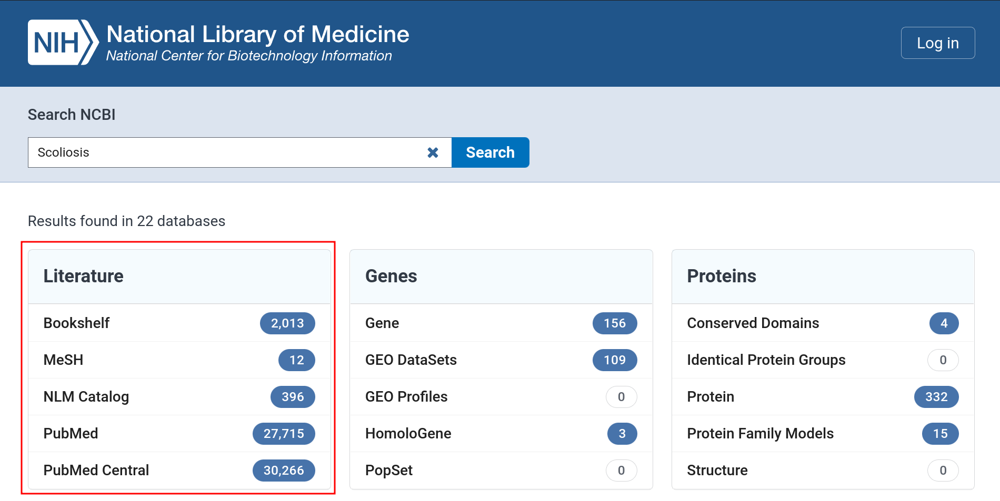 NIH
National Library of Medicine
National Center for Biotechnology Information
Log in
Search NCBI
Scoliosis
Search
Results found in 22 databases
Literature
Bookshelf 2,013
MeSH 12
NLM Catalog 396
PubMed 27,715
PubMed Central 30,266
Genes
Gene 156
GEO DataSets 109
GEO Profiles 0
HomoloGene 3
PopSet 0
Proteins
Conserved Domains 4
Identical Protein Groups 0
Protein 332
Protein Family Models 15
Structure 0